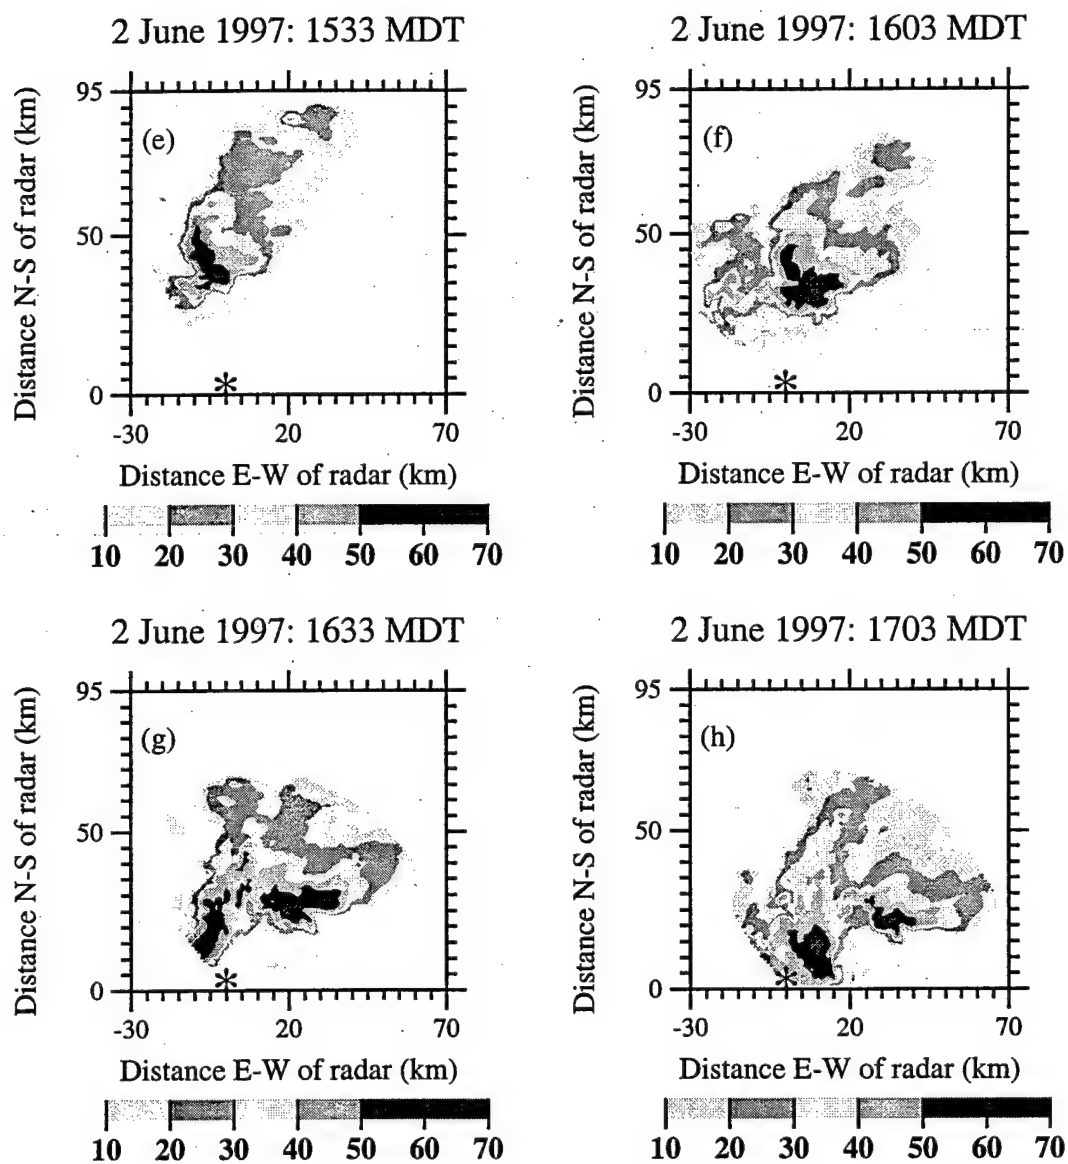 2 June 1997: 1533 MDT
95
50
0
(e)
*
-30 20 70
Distance N-S of radar (km)
Distance E-W of radar (km)
10 20 30 40 50 60 70
2 June 1997: 1603 MDT
95
50
0
(f)
*
-30 20 70
Distance N-S of radar (km)
Distance E-W of radar (km)
10 20 30 40 50 60 70
2 June 1997: 1633 MDT
95
50
0
(g)
*
-30 20 70
Distance N-S of radar (km)
Distance E-W of radar (km)
10 20 30 40 50 60 70
2 June 1997: 1703 MDT
95
50
0
(h)
*
-30 20 70
Distance N-S of radar (km)
Distance E-W of radar (km)
10 20 30 40 50 60 70